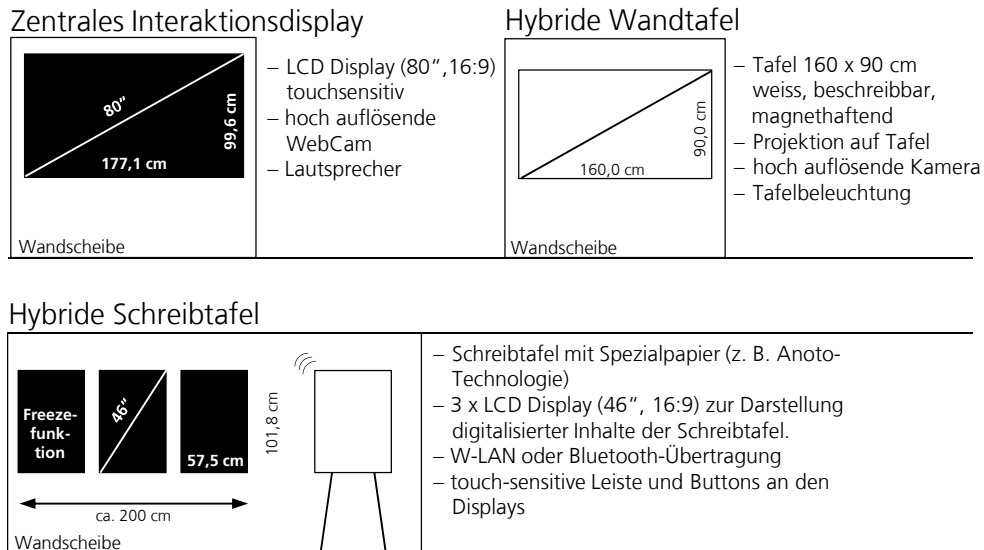 Zentrales Interaktionsdisplay
80“
99,6 cm
177,1 cm
Wandscheibe
– LCD Display (80“,16:9)
touchsensitiv
– hoch auflösende
WebCam
– Lautsprecher
Hybride Wandtafel
90,0 cm
160,0 cm
Wandscheibe
– Tafel 160 x 90 cm
weiss, beschreibbar,
magnethaftend
– Projektion auf Tafel
– hoch auflösende Kamera
– Tafelbeleuchtung
Hybride Schreibtafel
Freeze-
funk-
tion
46“
57,5 cm
101,8 cm
ca. 200 cm
Wandscheibe
– Schreibtafel mit Spezialpapier (z. B. Anoto-
Technologie)
– 3 x LCD Display (46“, 16:9) zur Darstellung
digitalisierter Inhalte der Schreibtafel.
– W-LAN oder Bluetooth-Übertragung
– touch-sensitive Leiste und Buttons an den
Displays